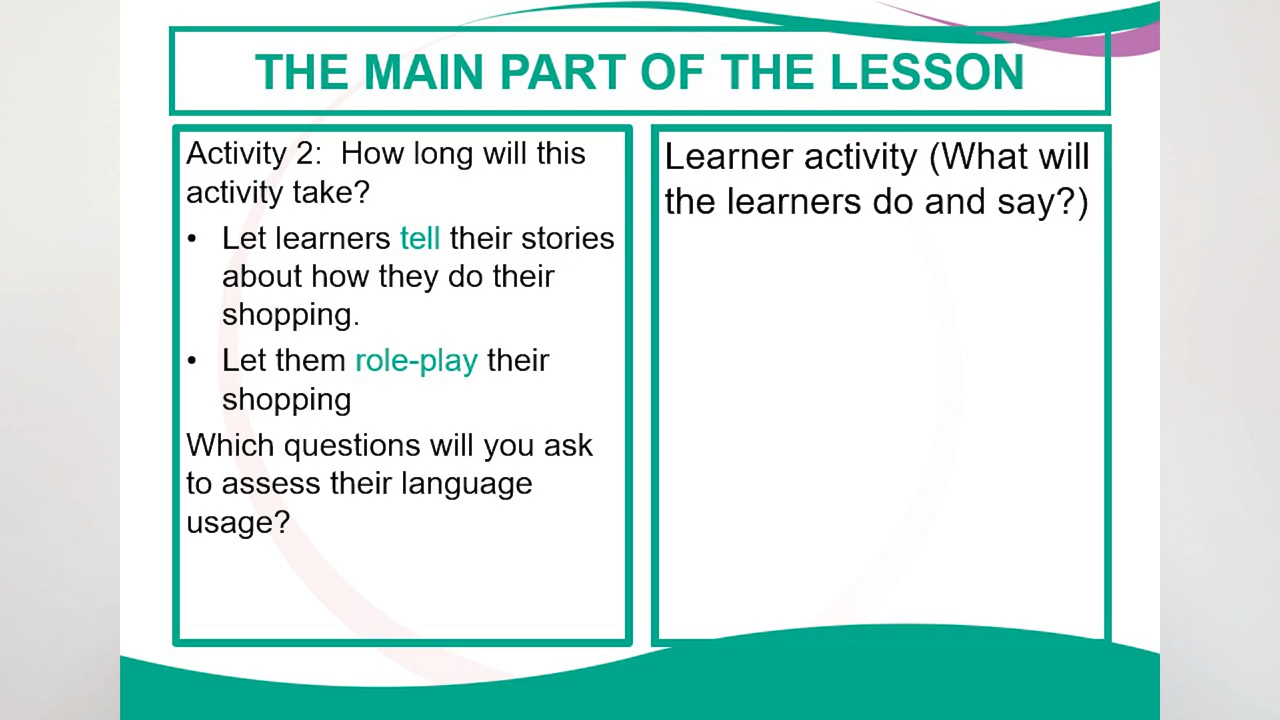 THE MAIN PART OF THE LESSON
Activity 2:  How long will this
activity take?
• Let learners tell their stories
about how they do their
shopping.
• Let them role-play their
shopping
Which questions will you ask
to assess their language
usage?
Learner activity (What will
the learners do and say?)